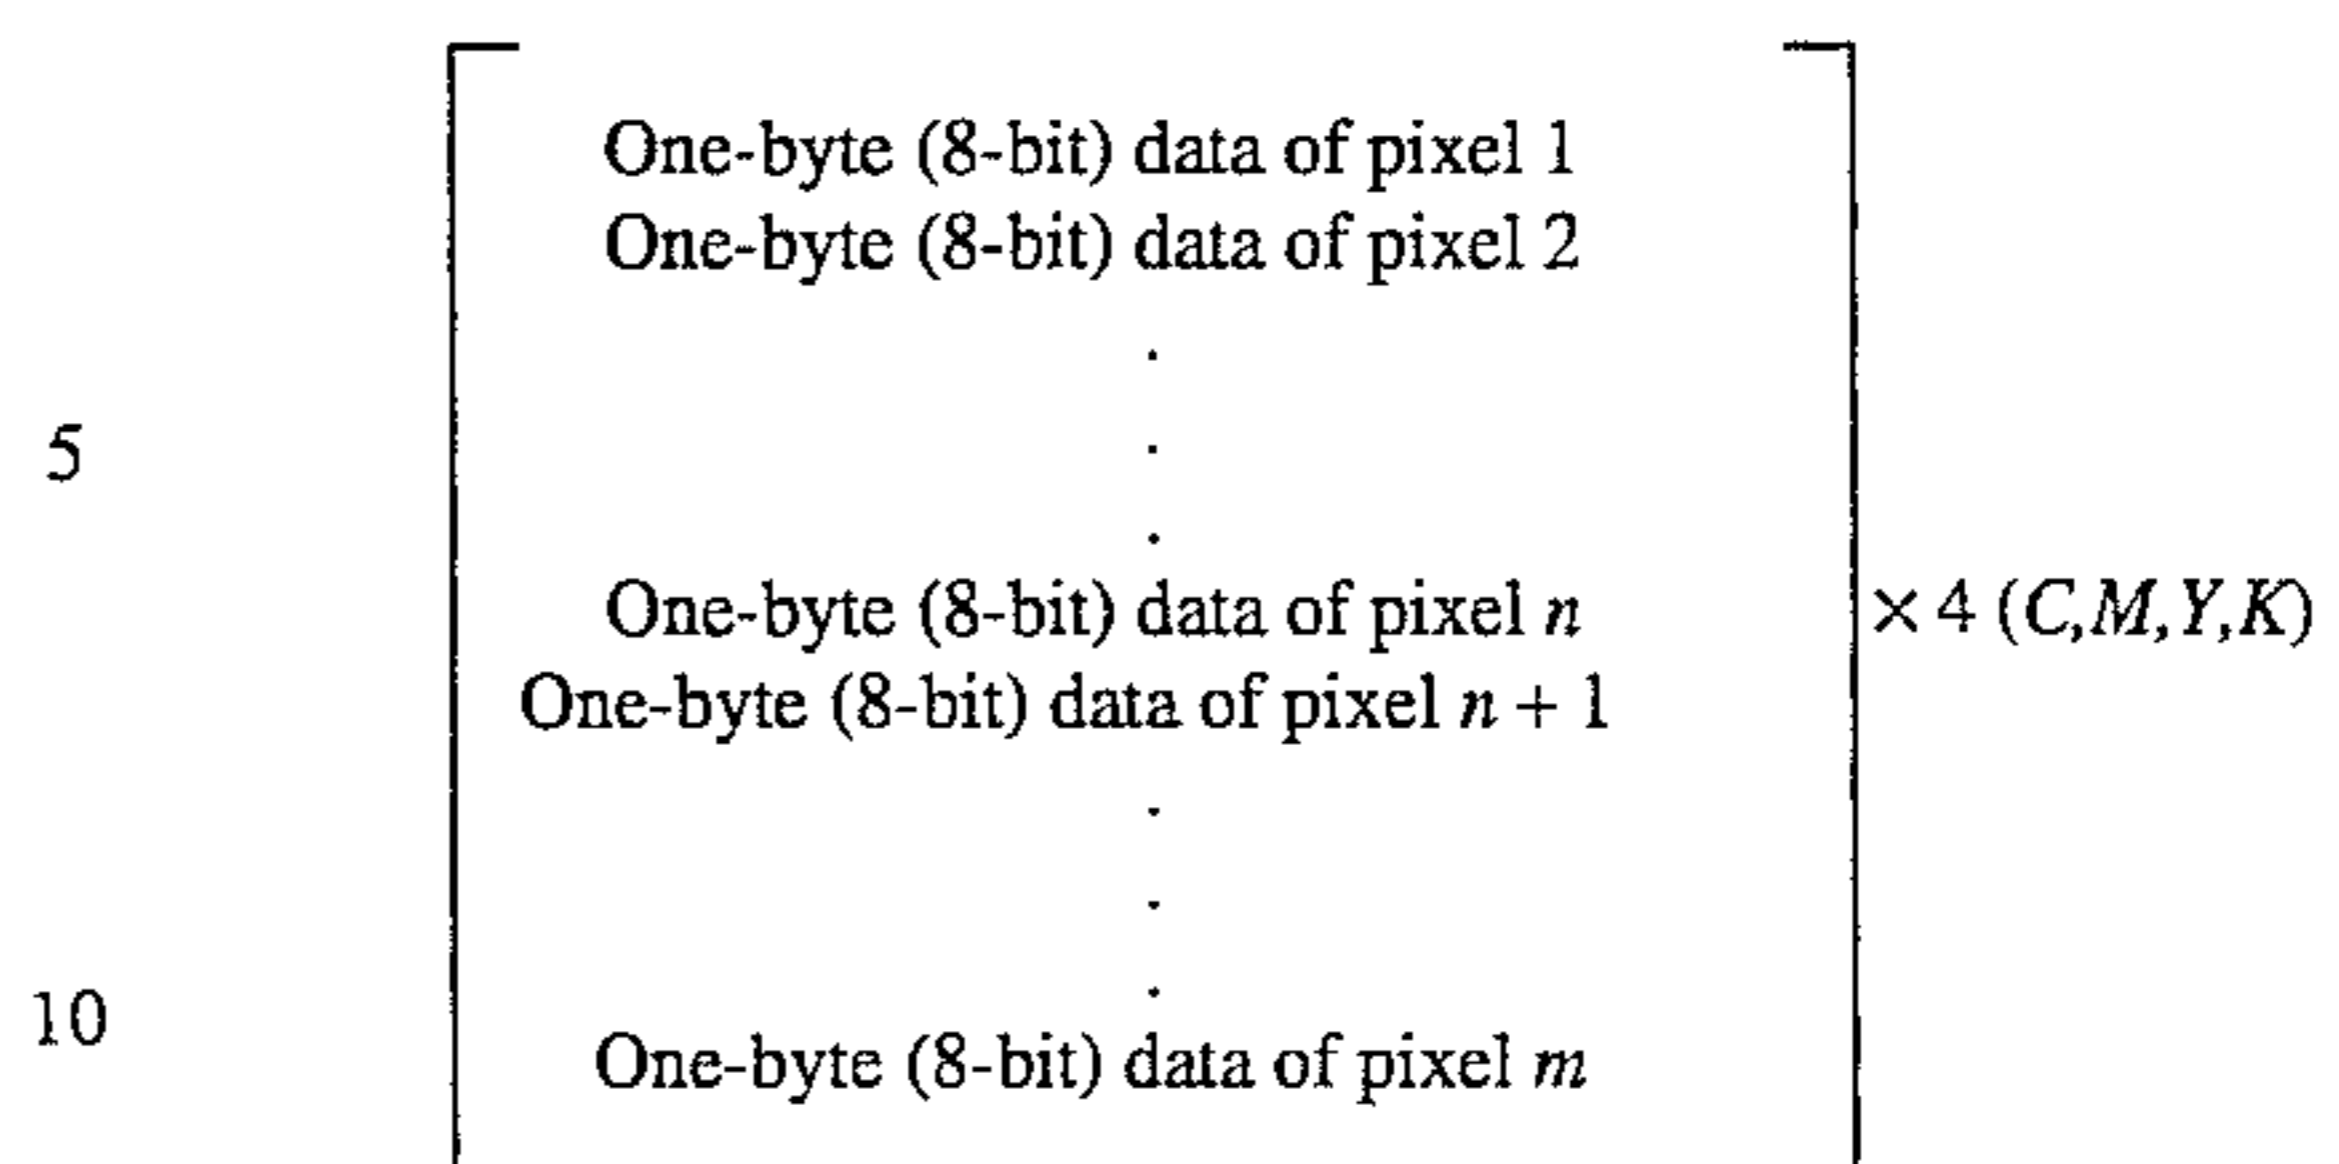 One-byte (8-bit) data of pixel 1
One-byte (8-bit) data of pixel 2
.
5
.
.
One-byte (8-bit) data of pixel n
× 4 (C,M,Y,K)
One-byte (8-bit) data of pixel n + 1
.
.
.
10
One-byte (8-bit) data of pixel m